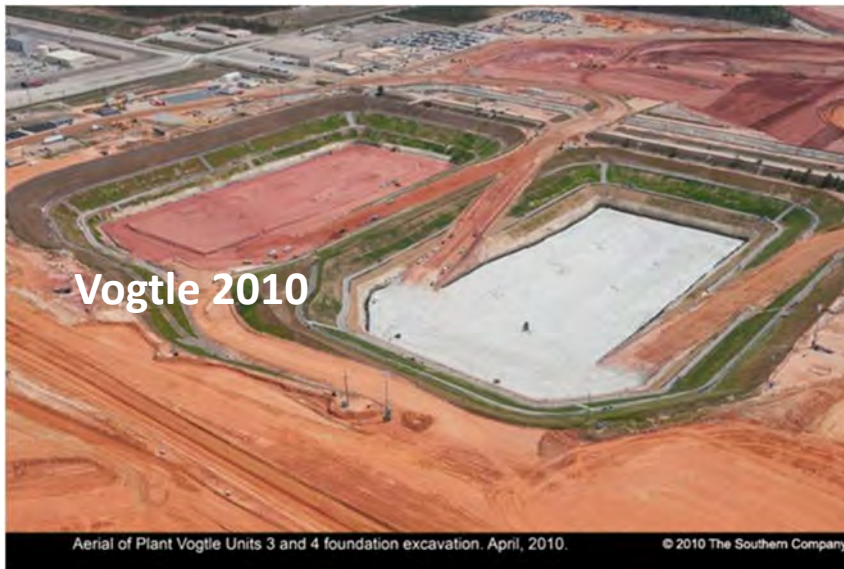 Vogtle 2010
Aerial of Plant Vogtle Units 3 and 4 foundation excavation. April, 2010.
© 2010 The Southern Company